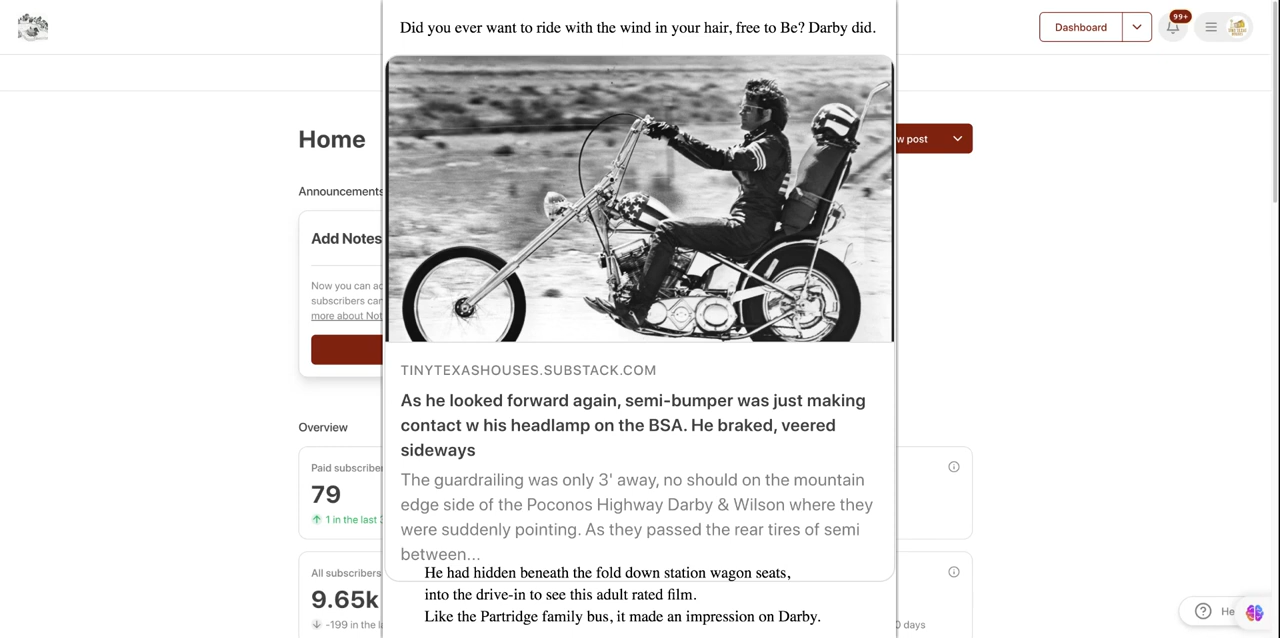 Did you ever want to ride with the wind in your hair, free to Be? Darby did.
Dashboard
99+
Home
w post
Announcements
Add Notes
Now you can
subscribers can
more about Not
TINYTEXASHOUSES.SUBSTACK.COM
As he looked forward again, semi-bumper was just making
contact w his headlamp on the BSA. He braked, veered
sideways
The guardrailing was only 3' away, no should on the mountain
edge side of the Poconos Highway Darby & Wilson where they
were suddenly pointing. As they passed the rear tires of semi
between...
Overview
Paid subscriber
79
1 in the last 3
He had hidden beneath the fold down station wagon seats,
into the drive-in to see this adult rated film.
Like the Partridge family bus, it made an impression on Darby.
All subscribers
9.65k
-199 in the la
0 days
He